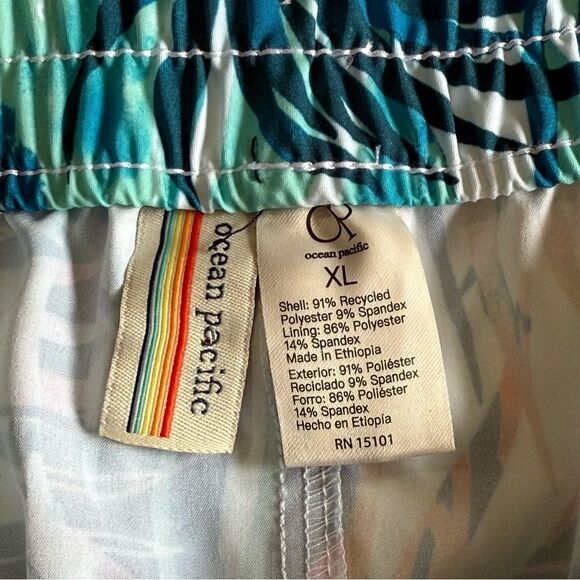 ocean pacific
OP
ocean pacific
XL
Shell: 91% Recycled
Polyester 9% Spandex
Lining: 86% Polyester
14% Spandex
Made in Ethiopia
Exterior: 91% Poliéster
Reciclado 9% Spandex
Forro: 86% Poliéster
14% Spandex
Hecho en Etiopía
RN 15101